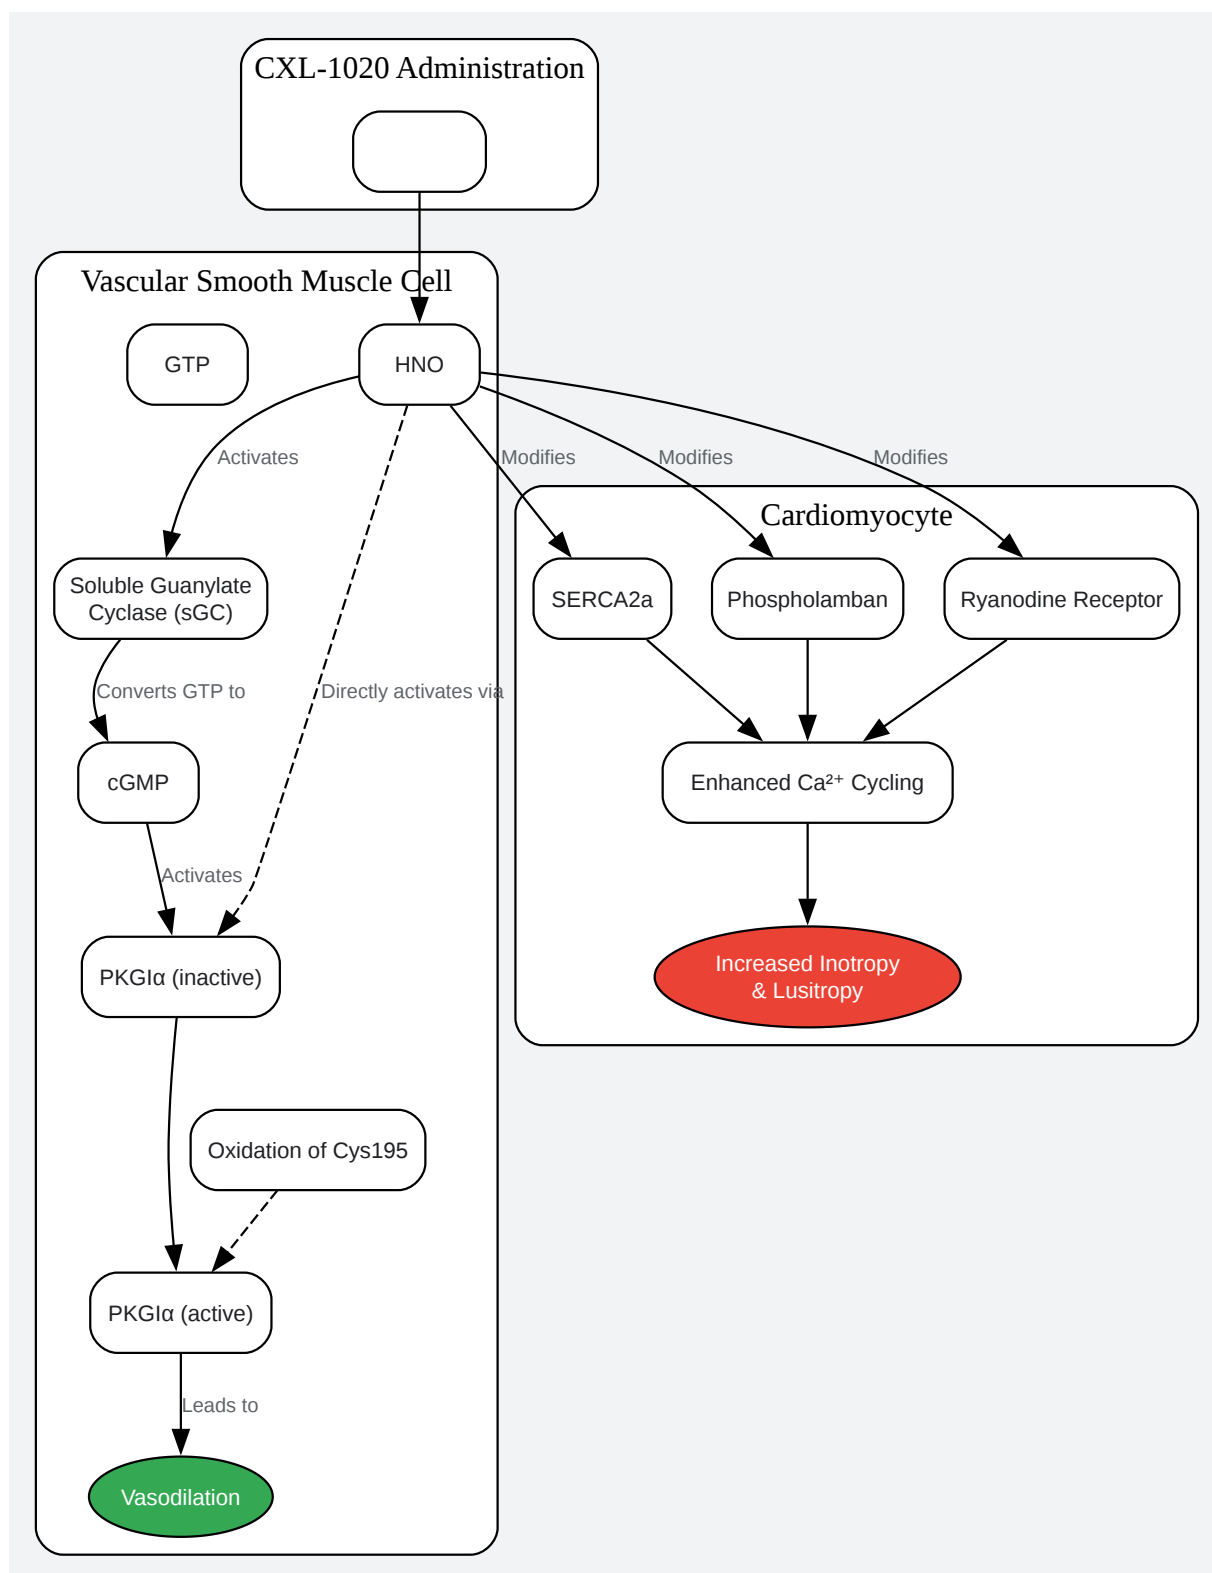 CXL-1020 Administration
Vascular Smooth Muscle Cell
GTP
HNO
Activates
Modifies
Modifies
Modifies
Cardiomyocyte
Soluble Guanylate
Cyclase (sGC)
SERCA2a
Phospholamban
Ryanodine Receptor
Converts GTP to
Directly activates via
cGMP
Enhanced Ca²⁺ Cycling
Activates
PKGIα (inactive)
Increased Inotropy
& Lusitropy
Oxidation of Cys195
PKGIα (active)
Leads to
Vasodilation